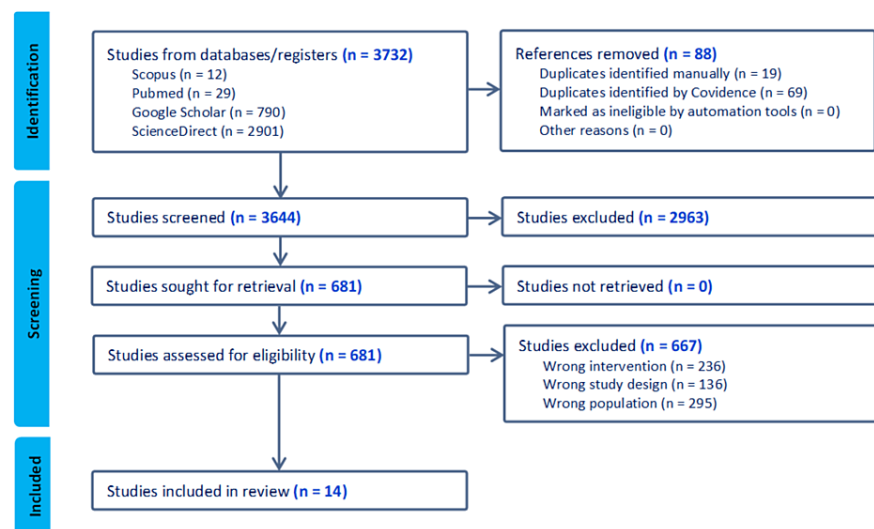 Identification
Studies from databases/registers (n = 3732)
Scopus (n = 12)
Pubmed (n = 29)
Google Scholar (n = 790)
ScienceDirect (n = 2901)
References removed (n = 88)
Duplicates identified manually (n = 19)
Duplicates identified by Covidence (n = 69)
Marked as ineligible by automation tools (n = 0)
Other reasons (n = 0)
Screening
Studies screened (n = 3644)
Studies excluded (n = 2963)
Studies sought for retrieval (n = 681)
Studies not retrieved (n = 0)
Studies assessed for eligibility (n = 681)
Studies excluded (n = 667)
Wrong intervention (n = 236)
Wrong study design (n = 136)
Wrong population (n = 295)
Included
Studies included in review (n = 14)